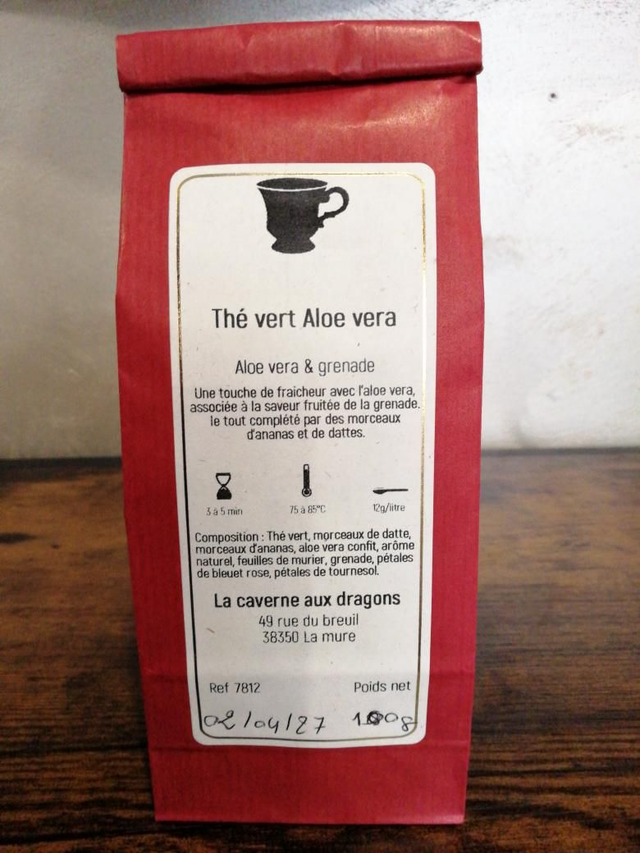 Thé vert Aloe vera
Aloe vera & grenade
Une touche de fraicheur avec l'aloe vera,
associée à la saveur fruitée de la grenade.
le tout complété par des morceaux
d'ananas et de dattes.
3 à 5 min 75 à 85°C 12g/litre
Composition : Thé vert, morceaux de datte,
morceaux d'ananas, aloe vera confit, arôme
naturel, feuilles de murier, grenade, pétales
de bleuet rose, pétales de tournesol.
La caverne aux dragons
49 rue du breuil
38350 La mure
Ref 7812 Poids net
02/04/27 100g